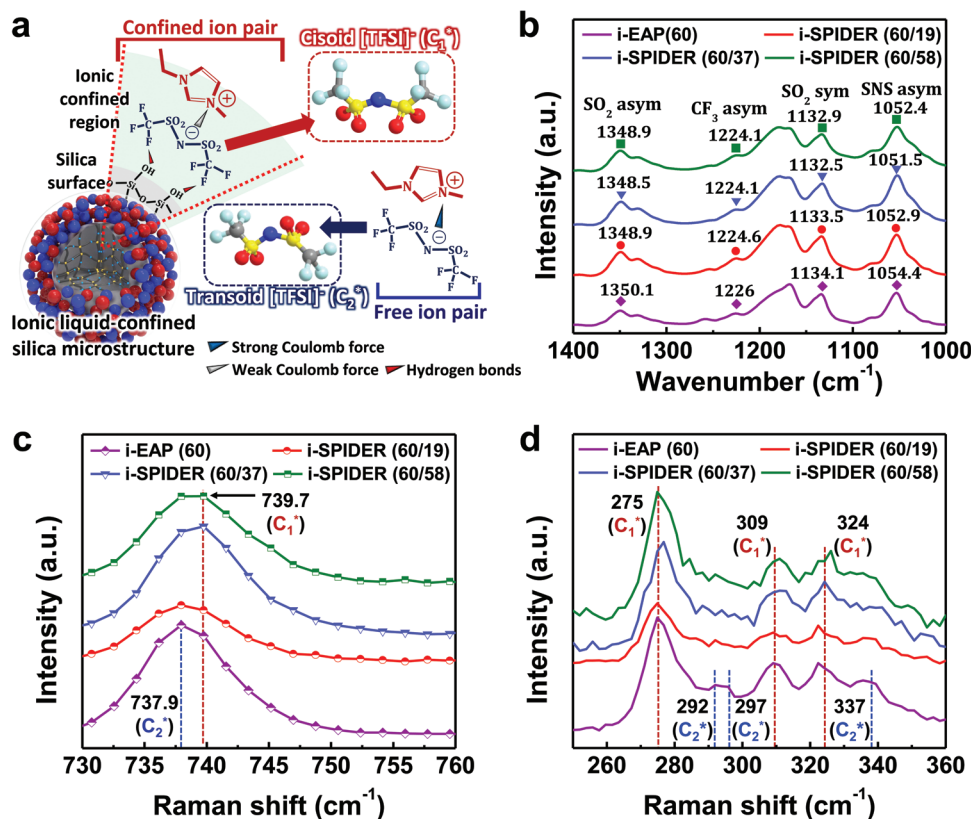 a
Confined ion pair
Ionic
confined
region
Silica
surface
N
N
⊕
⊖
F
F
F
SO₂
N
SO₂
F
F
F
OH
OH
O
Si
O
Si
Cisoid [TFSI]⁻ (C₁*)
Transoid [TFSI]⁻ (C₂*)
N
N
⊕
⊖
F
F
F
SO₂
N
SO₂
F
F
F
Free ion pair
Ionic liquid-confined
silica microstructure
Strong Coulomb force
Weak Coulomb force
Hydrogen bonds
b
i-EAP(60)
i-SPIDER (60/19)
i-SPIDER (60/37)
i-SPIDER (60/58)
SO₂ asym
CF₃ asym
SO₂ sym
SNS asym
1348.9
1224.1
1132.9
1052.4
1348.5
1224.1
1132.5
1051.5
1348.9
1224.6
1133.5
1052.9
1350.1
1226
1134.1
1054.4
Intensity (a.u.)
1400 1300 1200 1100 1000
Wavenumber (cm⁻¹)
c
i-EAP (60)
i-SPIDER (60/19)
i-SPIDER (60/37)
i-SPIDER (60/58)
739.7
(C₁*)
737.9
(C₂*)
Intensity (a.u.)
730 735 740 745 750 755 760
Raman shift (cm⁻¹)
d
i-EAP (60)
i-SPIDER (60/19)
i-SPIDER (60/37)
i-SPIDER (60/58)
275
(C₁*)
309
(C₁*)
324
(C₁*)
292
(C₂*)
297
(C₂*)
337
(C₂*)
Intensity (a.u.)
260 280 300 320 340 360
Raman shift (cm⁻¹)